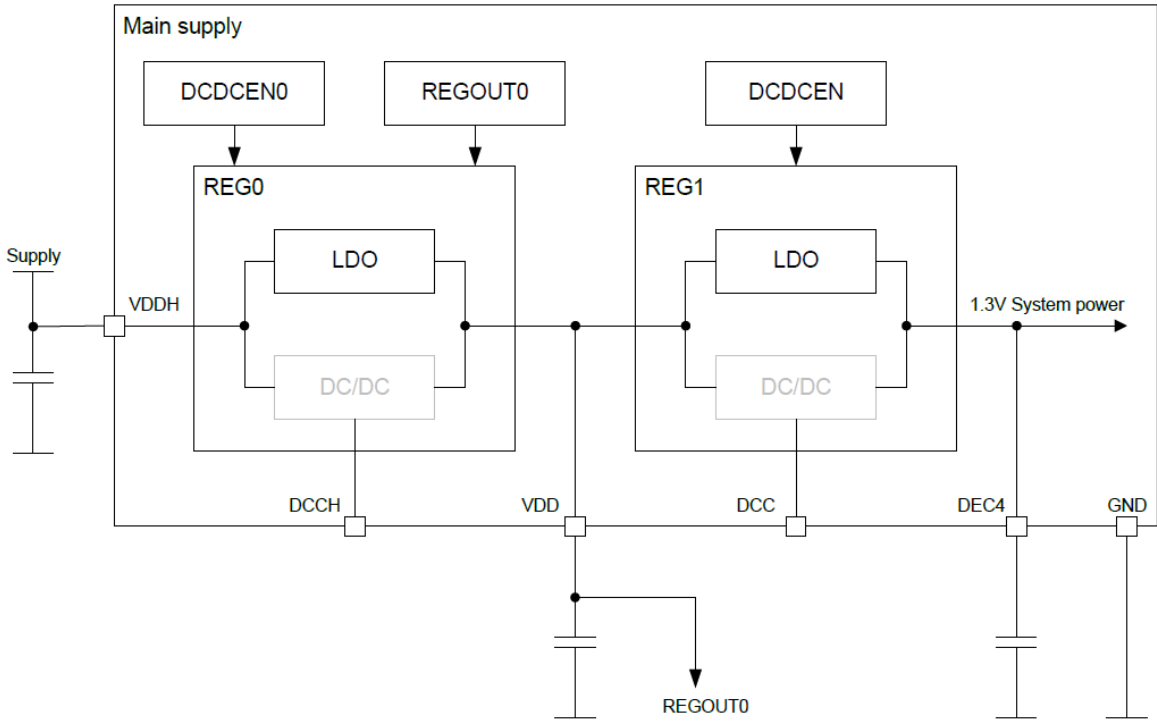 Main supply
DCDCEN0
REGOUT0
DCDCEN
REG0
REG1
LDO
LDO
Supply
VDDH
1.3V System power
DC/DC
DC/DC
DCCH
VDD
DCC
DEC4
GND
REGOUT0